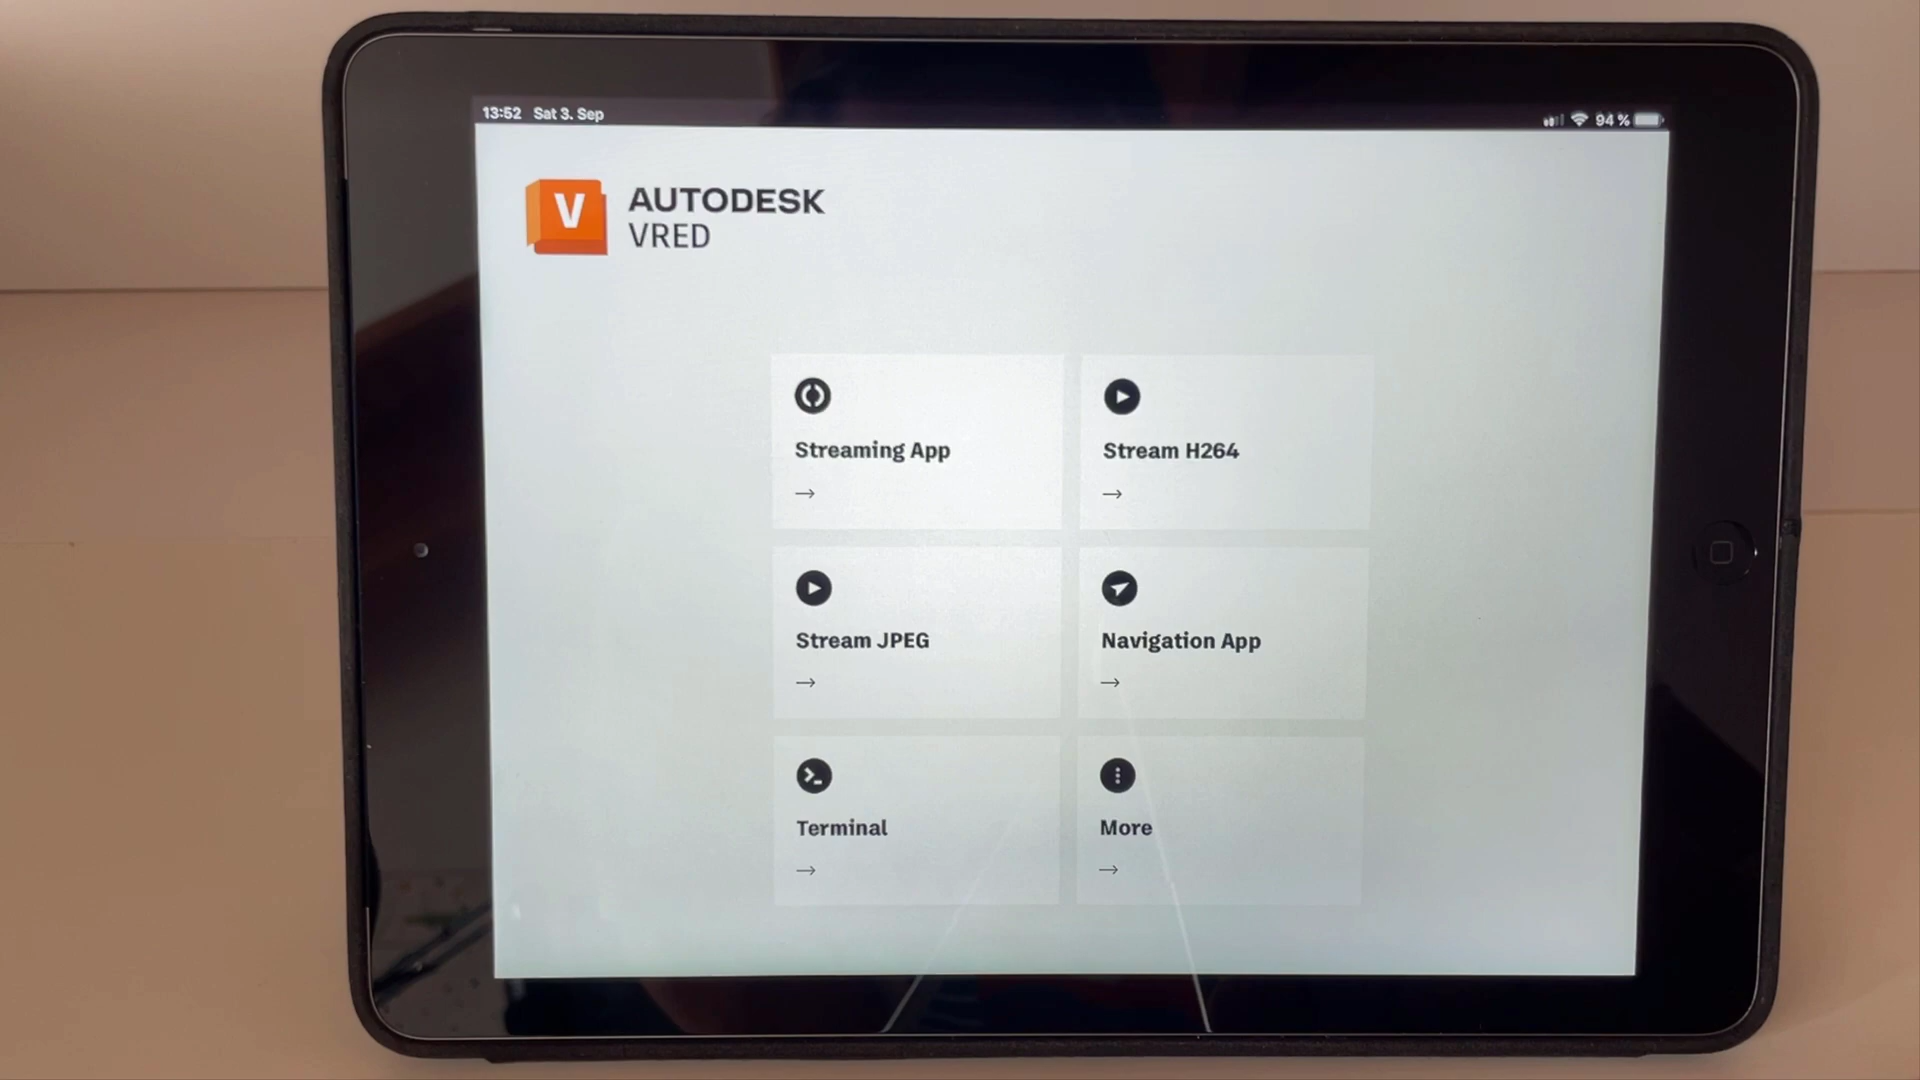 13:52 Sat 3. Sep
94 %
V
AUTODESK
VRED
Streaming App
Stream H264
Stream JPEG
Navigation App
Terminal
More